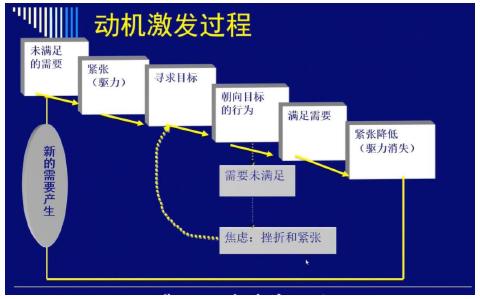 动机激发过程
未满足
的需要
紧张
（驱力）
寻求目标
朝向目标
的行为
满足需要
紧张降低
（驱力消失）
新的需要产生
需要未满足
焦虑：挫折和紧张